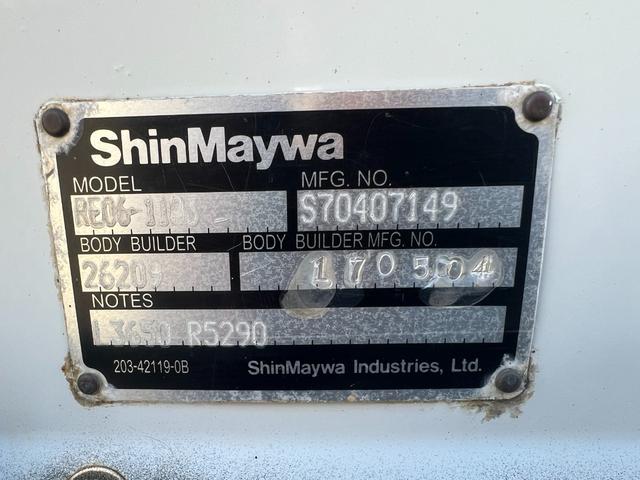 ShinMaywa
MODEL MFG. NO.
S70407149
BODY BUILDER BODY BUILDER MFG. NO.
26209 170504
NOTES
L3650 R5290
203-42119-0B ShinMaywa Industries, Ltd.